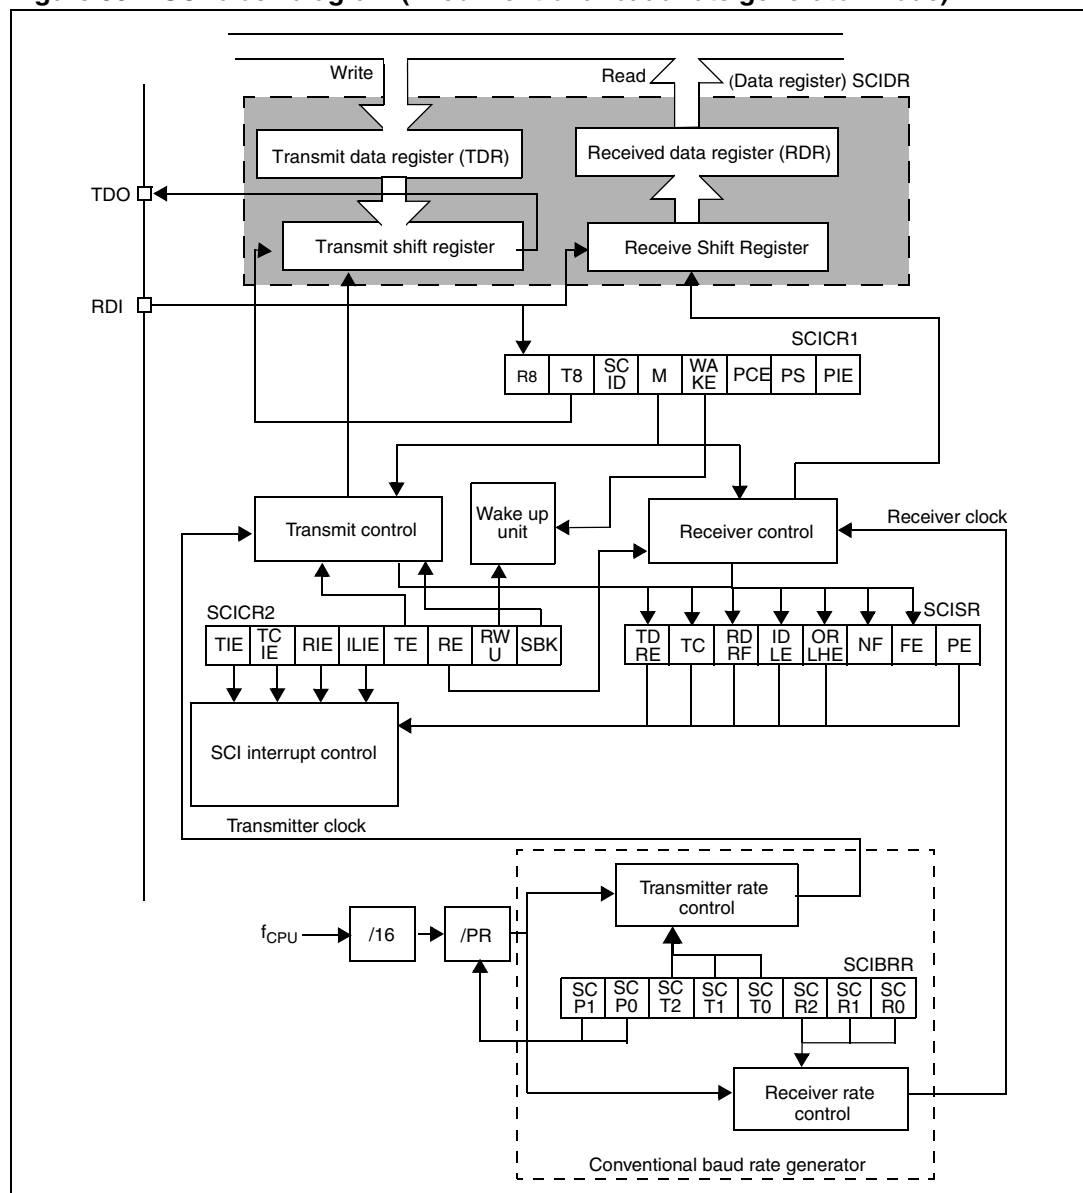 Write
Read
(Data register) SCIDR
Transmit data register (TDR)
Received data register (RDR)
TDO
Transmit shift register
Receive Shift Register
RDI
SCICR1
R8
T8
SC
ID
M
WA
KE
PCE
PS
PIE
Transmit control
Wake up
unit
Receiver control
Receiver clock
SCICR2
TIE
TC
IE
RIE
ILIE
TE
RE
RW
U
SBK
SCISR
TD
RE
TC
RD
RF
ID
LE
OR
LHE
NF
FE
PE
SCI interrupt control
Transmitter clock
Transmitter rate
control
fCPU
/16
/PR
SCIBRR
SC
P1
SC
P0
SC
T2
SC
T1
SC
T0
SC
R2
SC
R1
SC
R0
Receiver rate
control
Conventional baud rate generator